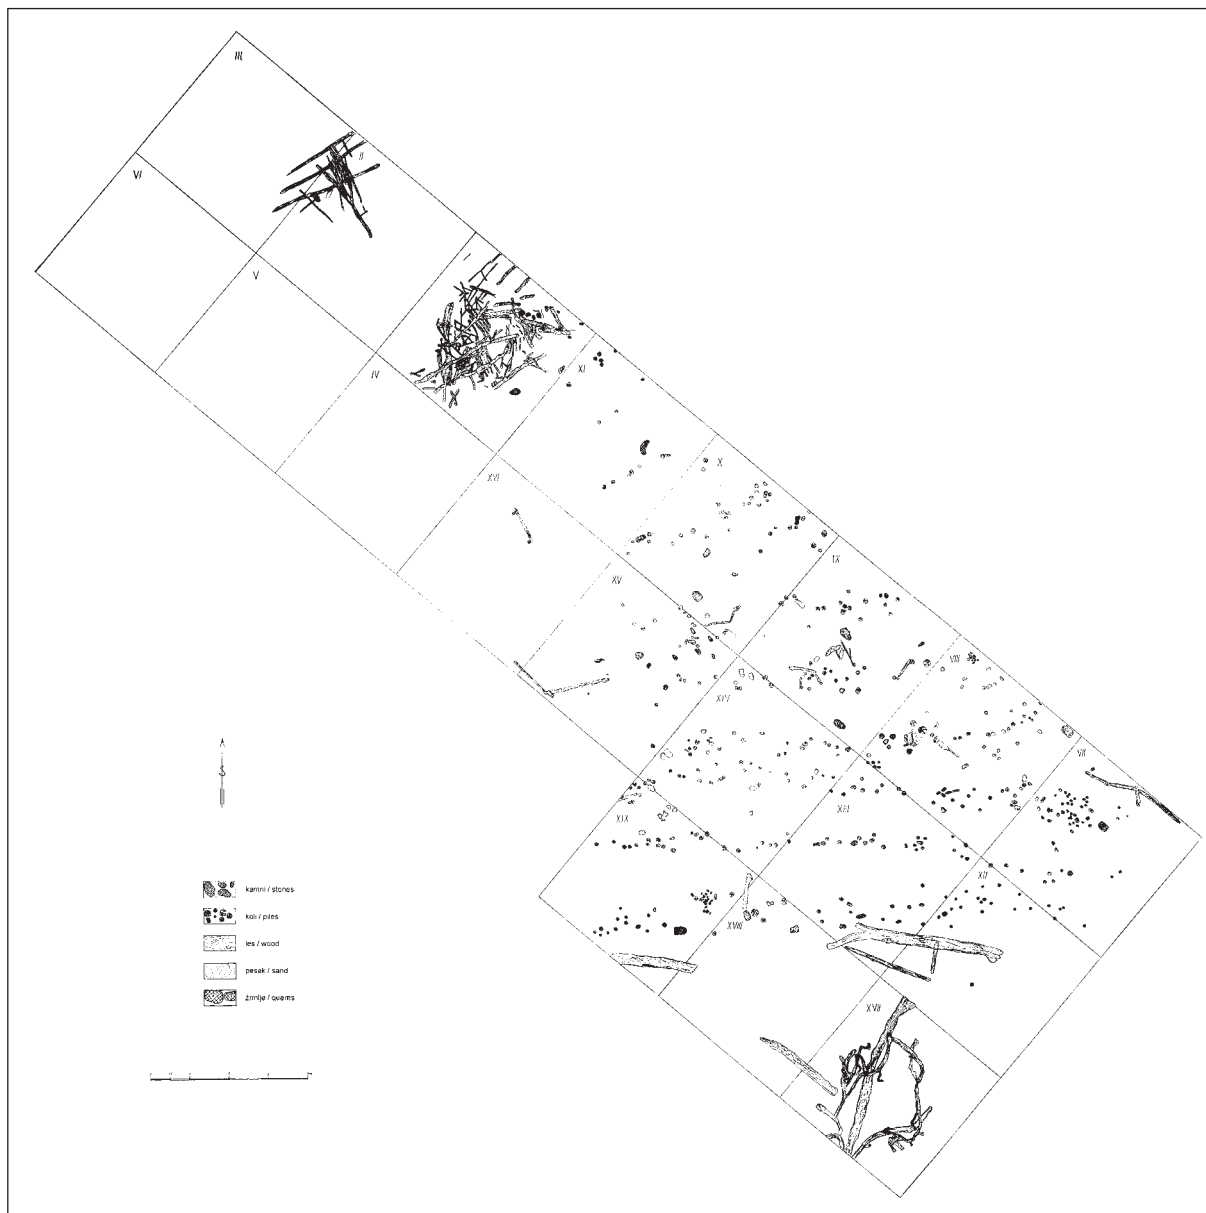 III
VI
II
V
IV
XI
X
XVI
IX
XV
VIII
XIV
VII
XIX
XIII
XII
XVIII
kamni / stones
koli / piles
les / wood
pesek / sand
žrmlje / querns
XVII